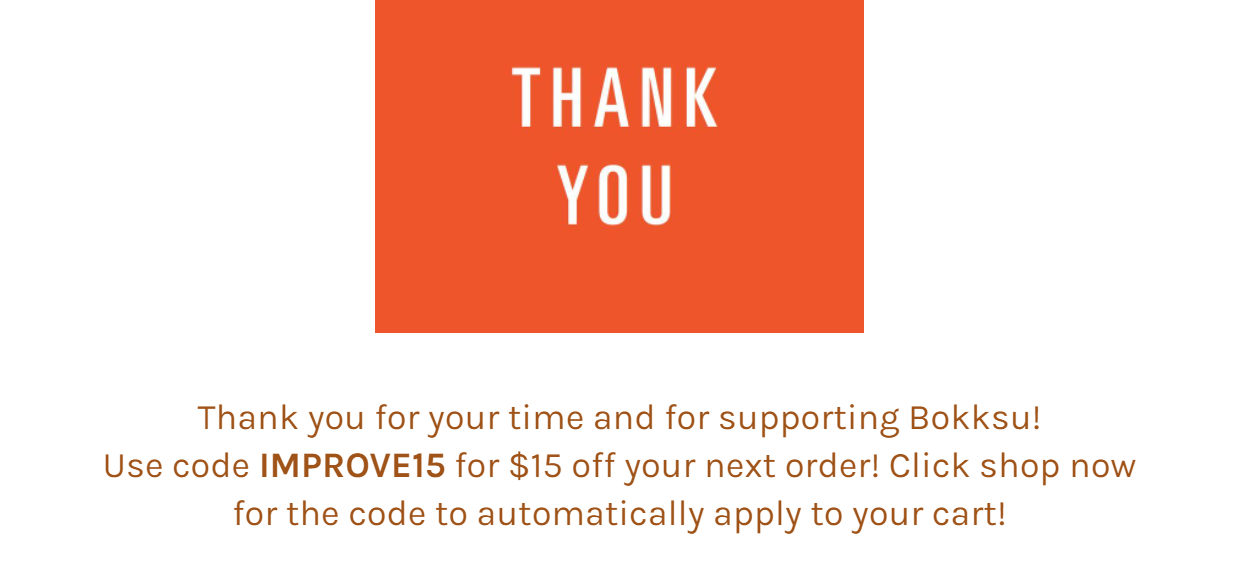 THANK
YOU
Thank you for your time and for supporting Bokksu!
Use code IMPROVE15 for $15 off your next order! Click shop now
for the code to automatically apply to your cart!